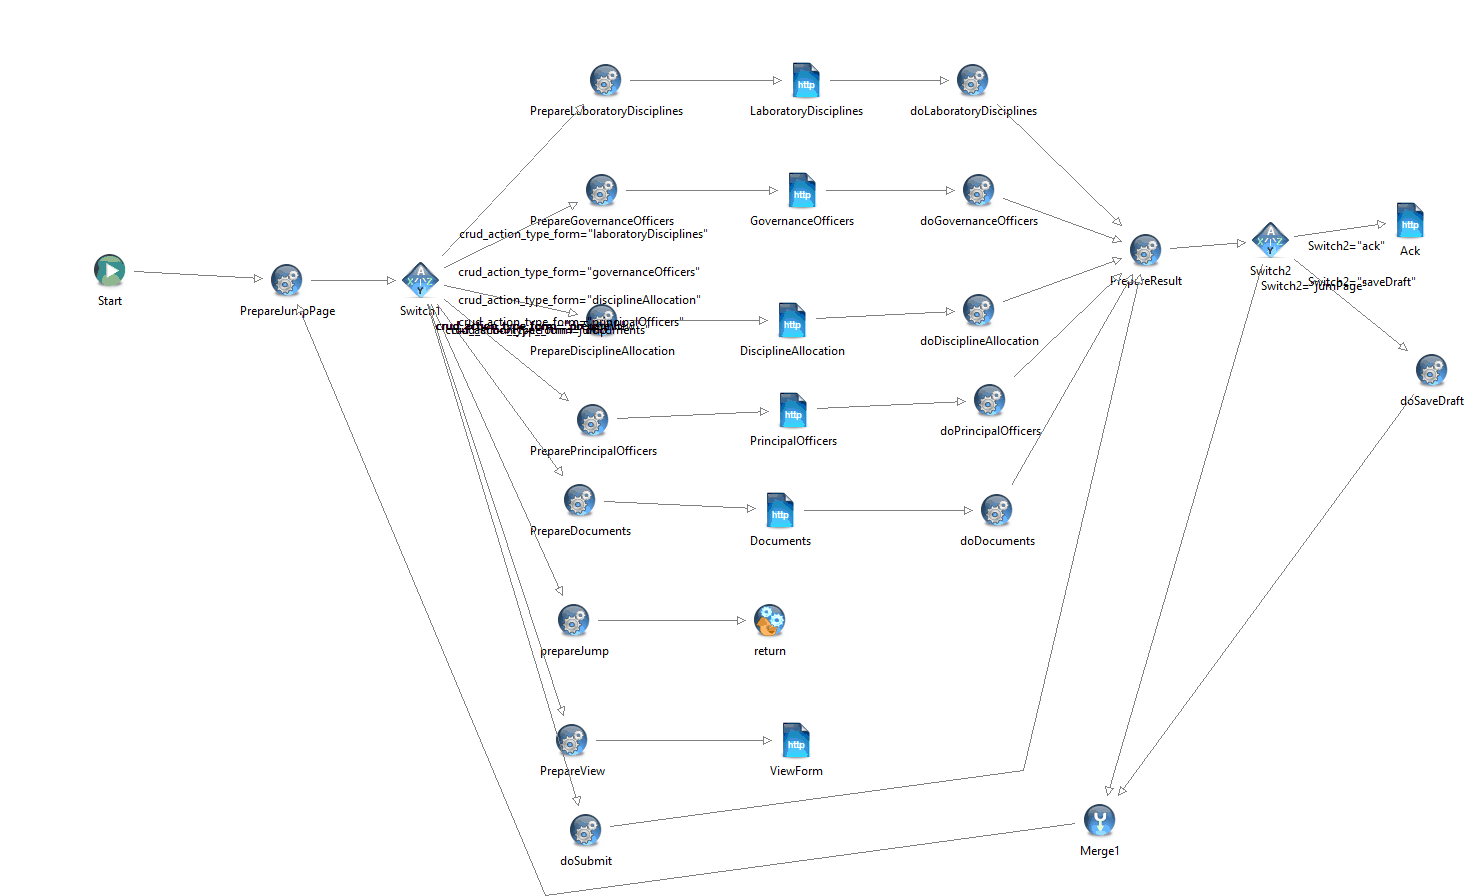 PrepareLaboratoryDisciplines
http
LaboratoryDisciplines
doLaboratoryDisciplines
PrepareGovernanceOfficers
http
GovernanceOfficers
doGovernanceOfficers
crud_action_type_form="laboratoryDisciplines"
Start
PrepareJumpPage
A
X Z
Y
Switch1
crud_action_type_form="governanceOfficers"
crud_action_type_form="disciplineAllocation"
crud_action_type_form="principalOfficers"
PrepareDisciplineAllocation
http
DisciplineAllocation
doDisciplineAllocation
PrepareResult
A
X Z
Y
Switch2
Switch2="ack"
http
Ack
Switch2="saveDraft"
Switch2="jumpPage"
doSaveDraft
PreparePrincipalOfficers
http
PrincipalOfficers
doPrincipalOfficers
PrepareDocuments
http
Documents
doDocuments
prepareJump
return
PrepareView
http
ViewForm
doSubmit
Merge1